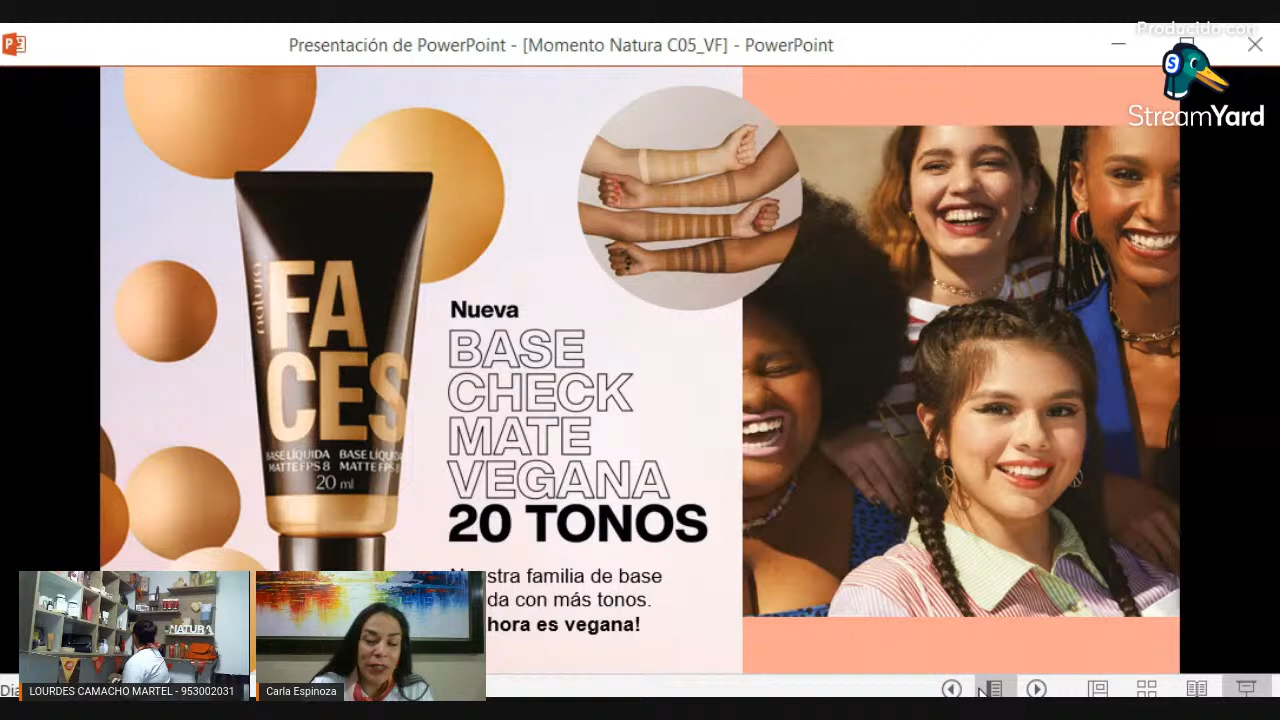 Producido con
StreamYard
Presentación de PowerPoint - [Momento Natura C05_VF] - PowerPoint
natura
FA
CES
BASE LÍQUIDA BASE LÍQUIDA
MATTE FPS 8 MATTE FPS 8
20 ml
Nueva
BASE
CHECK
MATE
VEGANA
20 TONOS
stra familia de base
da con más tonos.
hora es vegana!
NATURA
LOURDES CAMACHO MARTEL - 953002031
Carla Espinoza